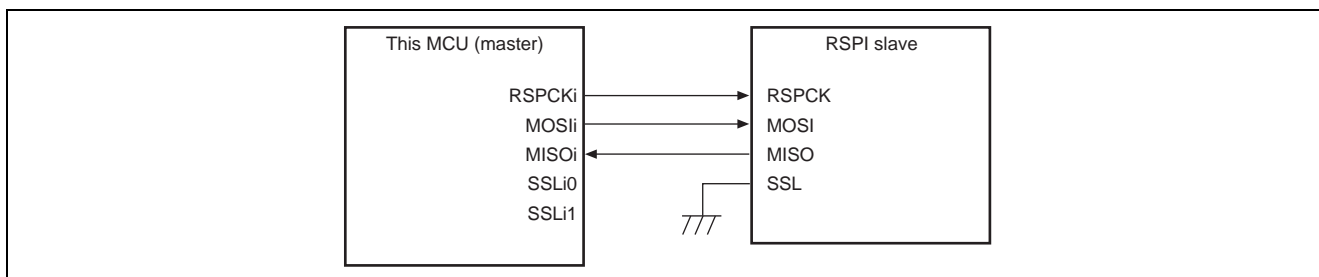 This MCU (master)
RSPCKi
MOSIi
MISOi
SSLi0
SSLi1
RSPI slave
RSPCK
MOSI
MISO
SSL